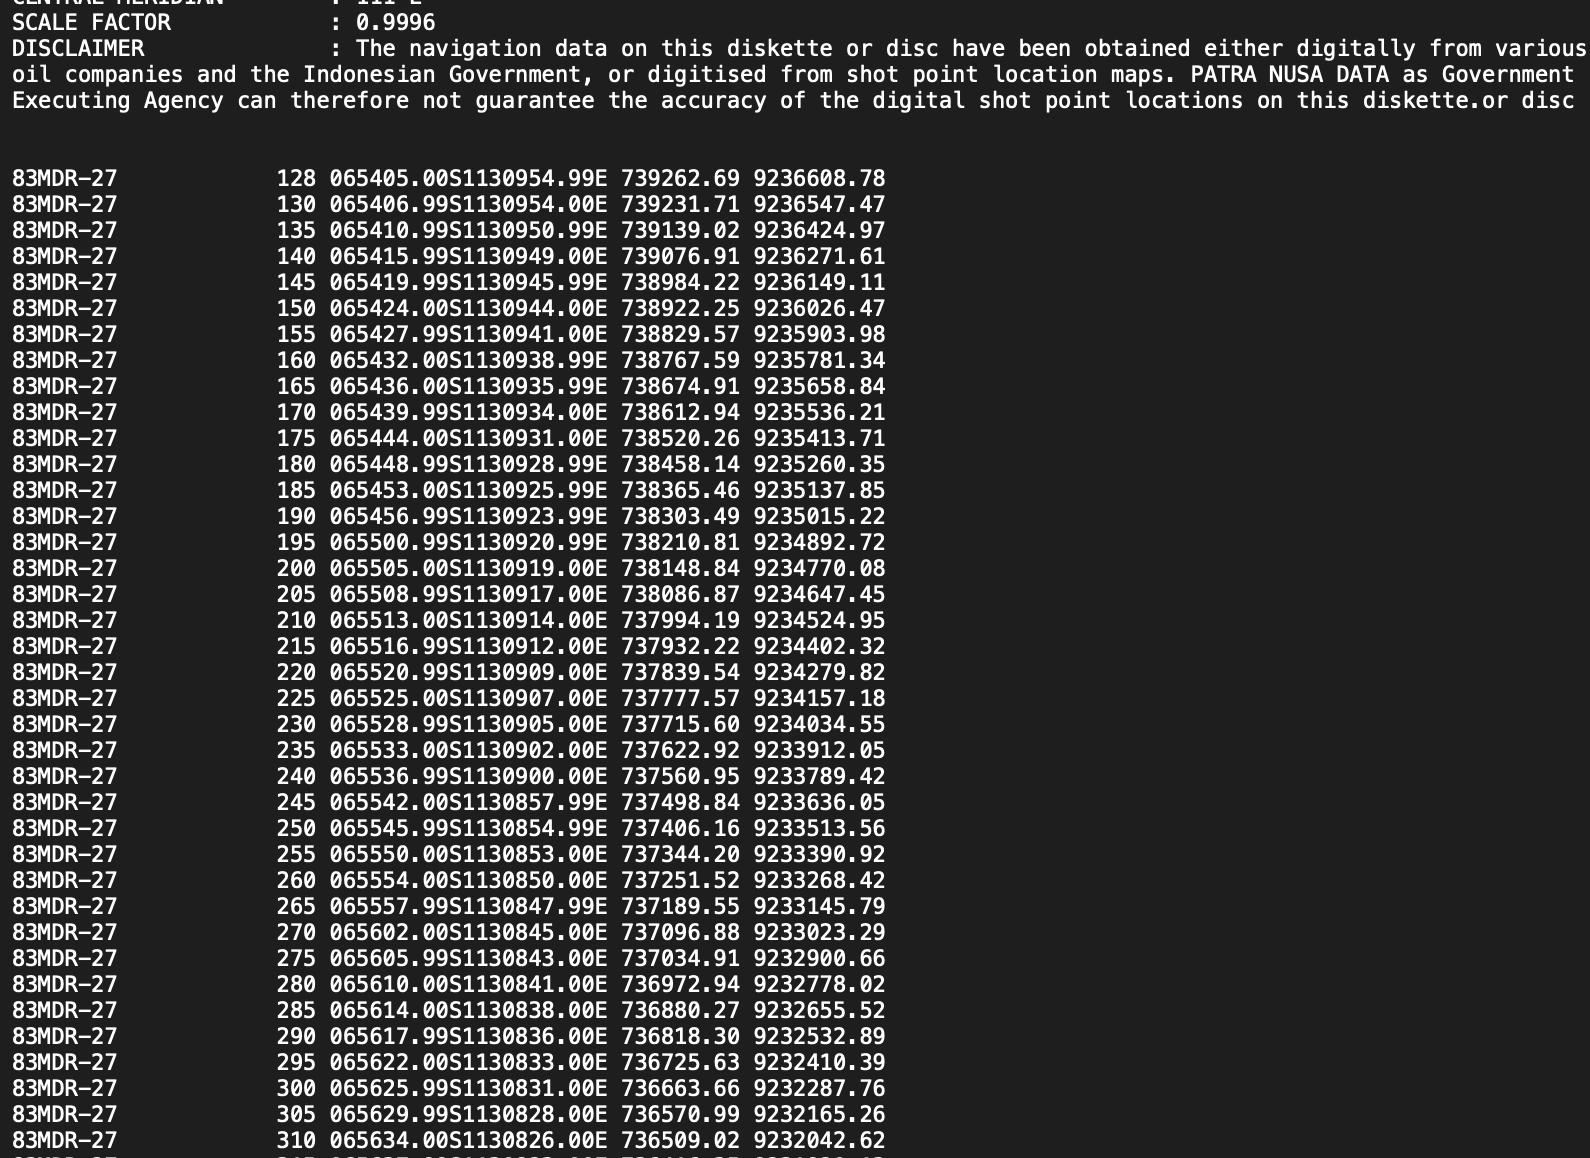 CENTRAL MERIDIAN        : 111 E
SCALE FACTOR            : 0.9996
DISCLAIMER              : The navigation data on this diskette or disc have been obtained either digitally from various
oil companies and the Indonesian Government, or digitised from shot point location maps. PATRA NUSA DATA as Government
Executing Agency can therefore not guarantee the accuracy of the digital shot point locations on this diskette.or disc
83MDR-27            128 065405.00S1130954.99E 739262.69 9236608.78
83MDR-27            130 065406.99S1130954.00E 739231.71 9236547.47
83MDR-27            135 065410.99S1130950.99E 739139.02 9236424.97
83MDR-27            140 065415.99S1130949.00E 739076.91 9236271.61
83MDR-27            145 065419.99S1130945.99E 738984.22 9236149.11
83MDR-27            150 065424.00S1130944.00E 738922.25 9236026.47
83MDR-27            155 065427.99S1130941.00E 738829.57 9235903.98
83MDR-27            160 065432.00S1130938.99E 738767.59 9235781.34
83MDR-27            165 065436.00S1130935.99E 738674.91 9235658.84
83MDR-27            170 065439.99S1130934.00E 738612.94 9235536.21
83MDR-27            175 065444.00S1130931.00E 738520.26 9235413.71
83MDR-27            180 065448.99S1130928.99E 738458.14 9235260.35
83MDR-27            185 065453.00S1130925.99E 738365.46 9235137.85
83MDR-27            190 065456.99S1130923.99E 738303.49 9235015.22
83MDR-27            195 065500.99S1130920.99E 738210.81 9234892.72
83MDR-27            200 065505.00S1130919.00E 738148.84 9234770.08
83MDR-27            205 065508.99S1130917.00E 738086.87 9234647.45
83MDR-27            210 065513.00S1130914.00E 737994.19 9234524.95
83MDR-27            215 065516.99S1130912.00E 737932.22 9234402.32
83MDR-27            220 065520.99S1130909.00E 737839.54 9234279.82
83MDR-27            225 065525.00S1130907.00E 737777.57 9234157.18
83MDR-27            230 065528.99S1130905.00E 737715.60 9234034.55
83MDR-27            235 065533.00S1130902.00E 737622.92 9233912.05
83MDR-27            240 065536.99S1130900.00E 737560.95 9233789.42
83MDR-27            245 065542.00S1130857.99E 737498.84 9233636.05
83MDR-27            250 065545.99S1130854.99E 737406.16 9233513.56
83MDR-27            255 065550.00S1130853.00E 737344.20 9233390.92
83MDR-27            260 065554.00S1130850.00E 737251.52 9233268.42
83MDR-27            265 065557.99S1130847.99E 737189.55 9233145.79
83MDR-27            270 065602.00S1130845.00E 737096.88 9233023.29
83MDR-27            275 065605.99S1130843.00E 737034.91 9232900.66
83MDR-27            280 065610.00S1130841.00E 736972.94 9232778.02
83MDR-27            285 065614.00S1130838.00E 736880.27 9232655.52
83MDR-27            290 065617.99S1130836.00E 736818.30 9232532.89
83MDR-27            295 065622.00S1130833.00E 736725.63 9232410.39
83MDR-27            300 065625.99S1130831.00E 736663.66 9232287.76
83MDR-27            305 065629.99S1130828.00E 736570.99 9232165.26
83MDR-27            310 065634.00S1130826.00E 736509.02 9232042.62